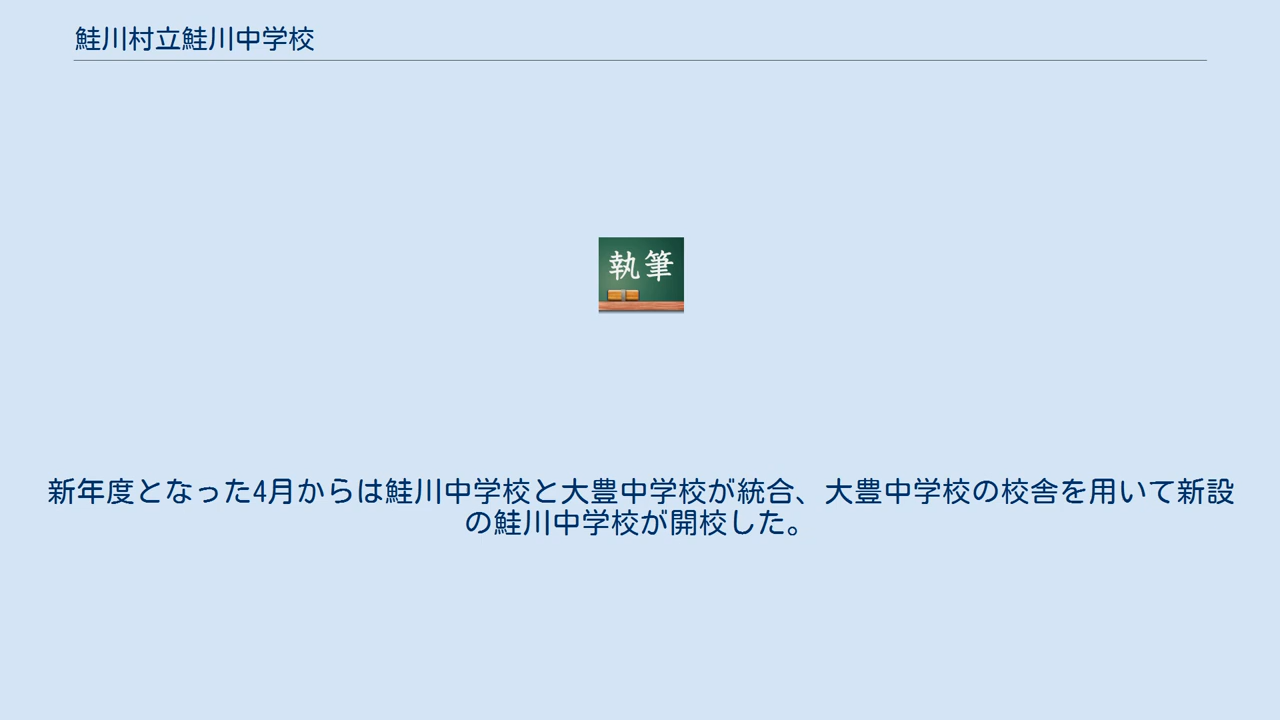 鮭川村立鮭川中学校
執筆
新年度となった4月からは鮭川中学校と大豊中学校が統合、大豊中学校の校舎を用いて新設
の鮭川中学校が開校した。